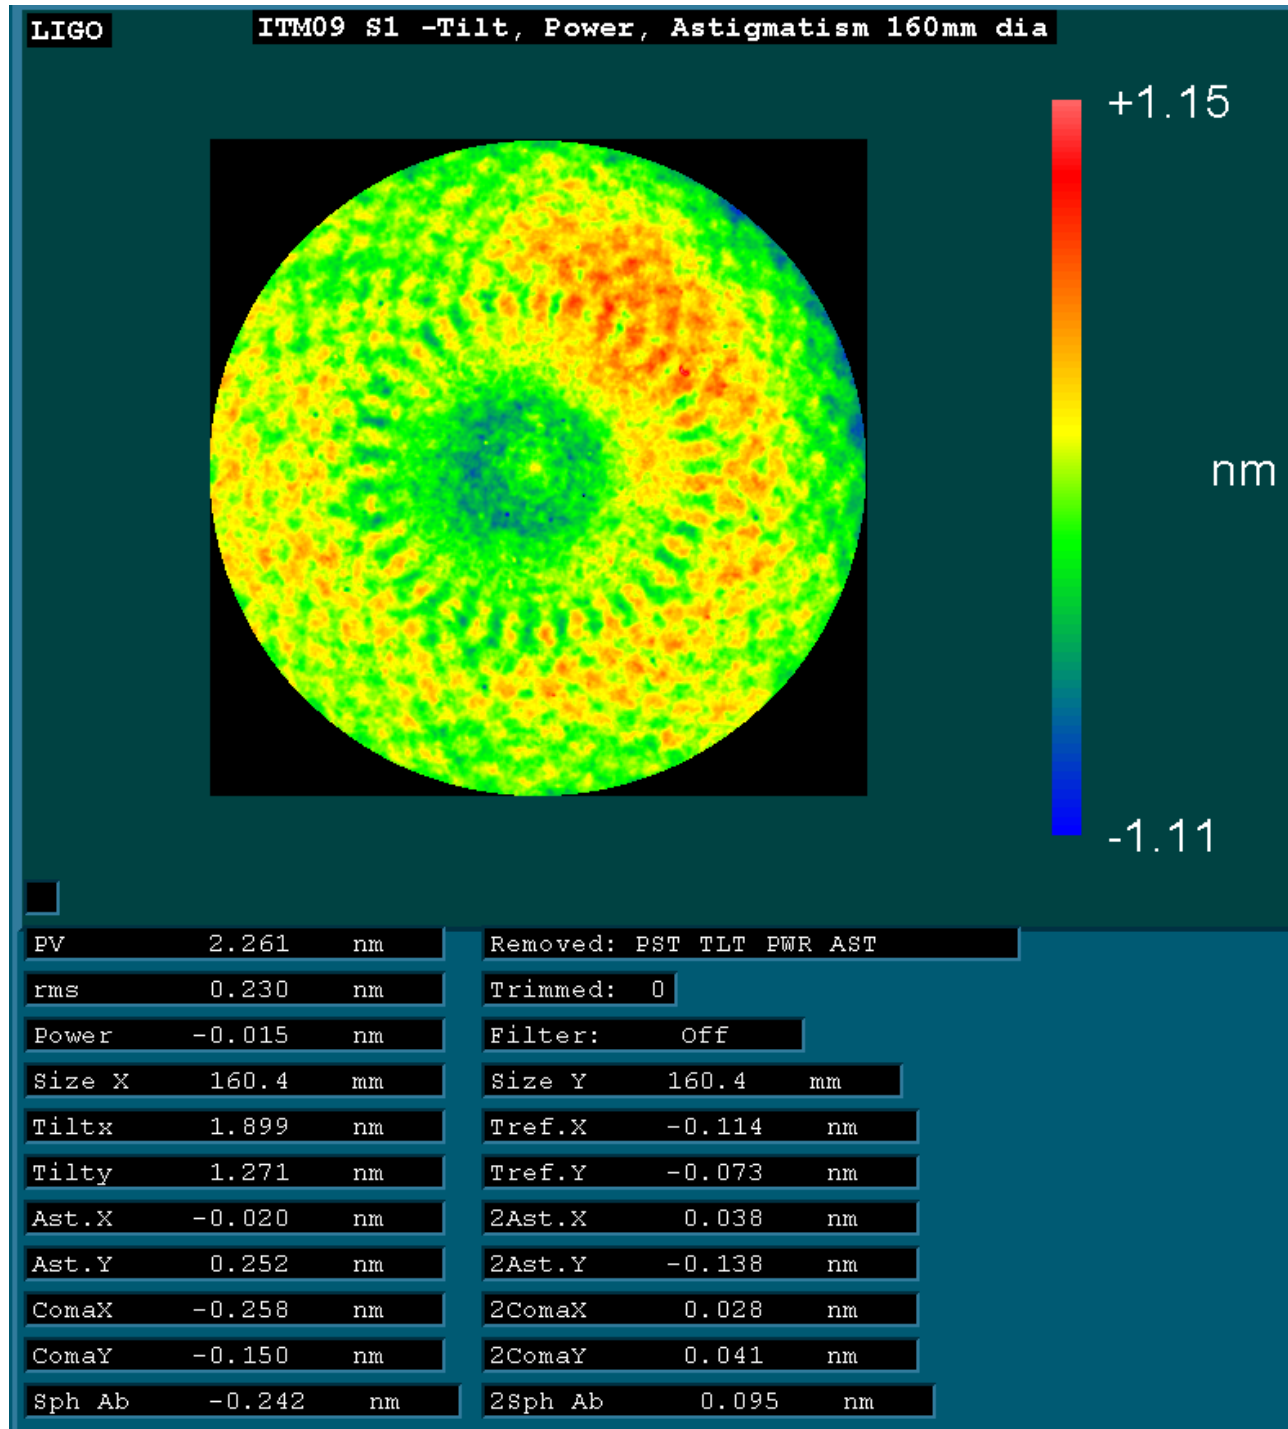 LIGO ITM09 S1 -Tilt, Power, Astigmatism 160mm dia
+1.15
nm
-1.11
PV 2.261 nm Removed: PST TLT PWR AST
rms 0.230 nm Trimmed: 0
Power -0.015 nm Filter: Off
Size X 160.4 mm Size Y 160.4 mm
Tiltx 1.899 nm Tref.X -0.114 nm
Tilty 1.271 nm Tref.Y -0.073 nm
Ast.X -0.020 nm 2Ast.X 0.038 nm
Ast.Y 0.252 nm 2Ast.Y -0.138 nm
ComaX -0.258 nm 2ComaX 0.028 nm
ComaY -0.150 nm 2ComaY 0.041 nm
Sph Ab -0.242 nm 2Sph Ab 0.095 nm